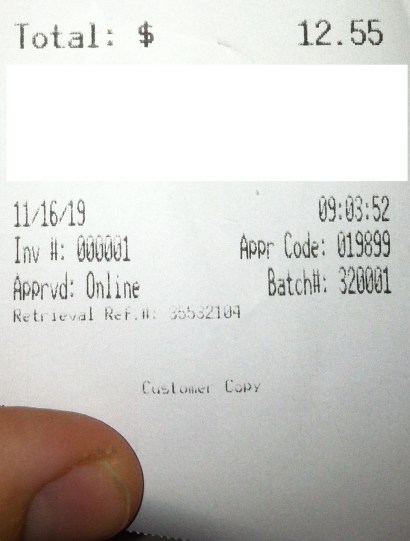 Total: $ 12.55
11/16/19 09:03:52
Inv #: 000001 Appr Code: 019899
Apprvd: Online Batch#: 320001
Retrieval Ref.#: 35532104
Customer Copy